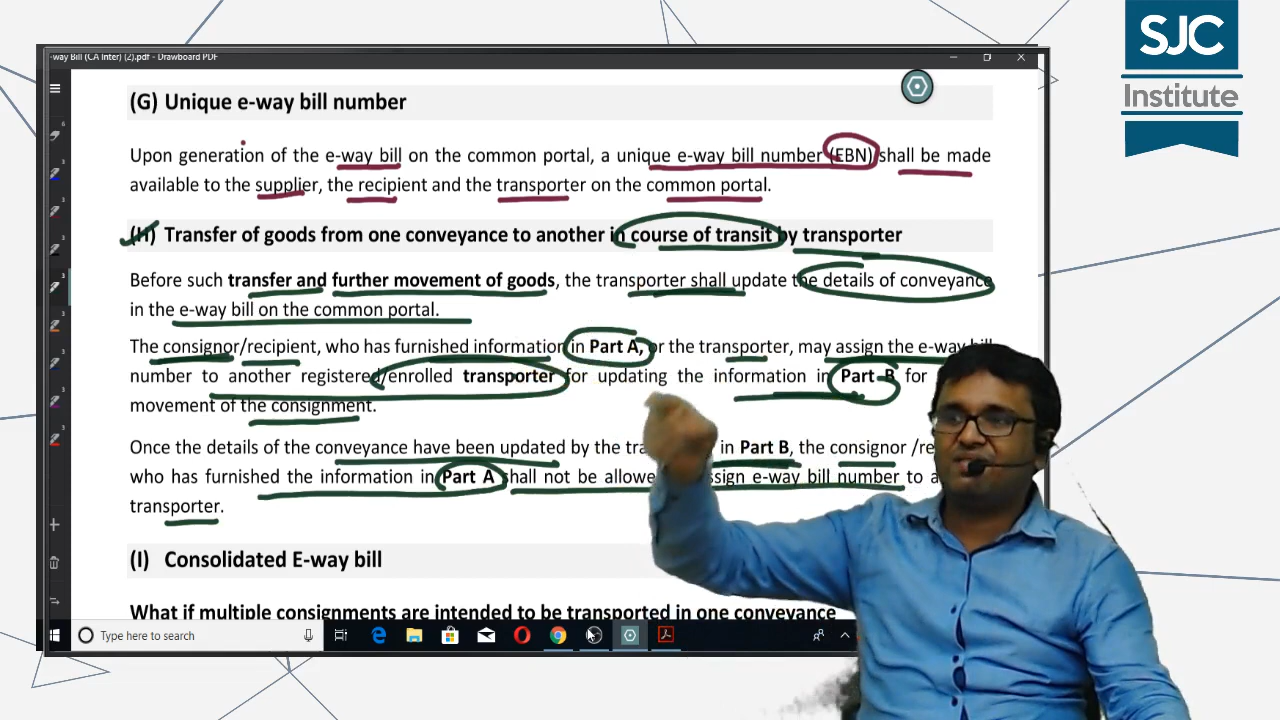 SJC
Institute
-way Bill (CA Inter) (2).pdf - Drawboard PDF
(G) Unique e-way bill number
Upon generation of the e-way bill on the common portal, a unique e-way bill number (EBN) shall be made
available to the supplier, the recipient and the transporter on the common portal.
(H) Transfer of goods from one conveyance to another in course of transit by transporter
Before such transfer and further movement of goods, the transporter shall update the details of conveyance
in the e-way bill on the common portal.
The consignor/recipient, who has furnished information in Part A, or the transporter, may assign the e-way bill
number to another registered/enrolled transporter for updating the information in Part B for
movement of the consignment.
Once the details of the conveyance have been updated by the in Part B, the consignor
who has furnished the information in Part A shall not be e-way bill number to
transporter.
(I) Consolidated E-way bill
What if multiple consignments are intended to be transported in one conveyance
Type here to search